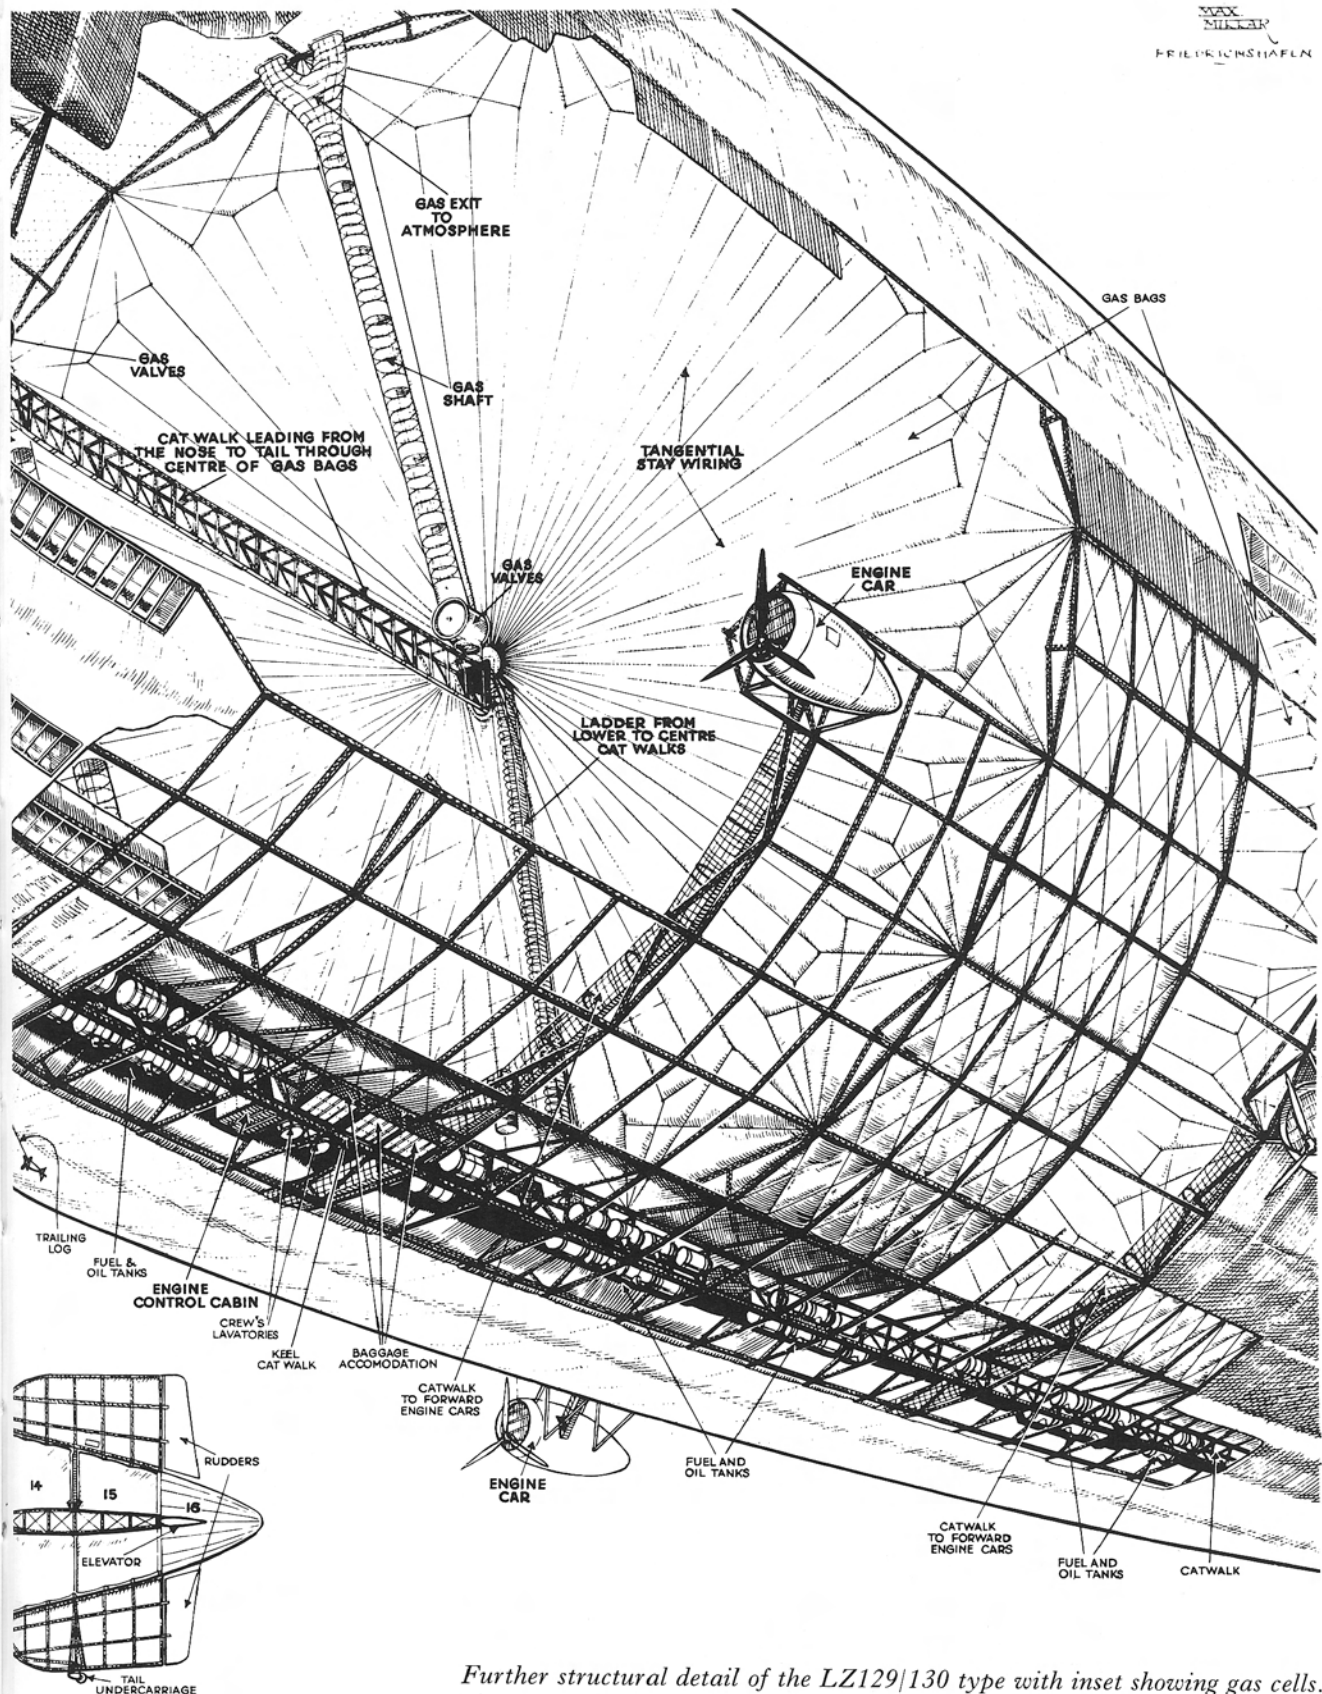 MAX
MILLAR
FRIEDRICHSHAFEN
GAS EXIT
TO
ATMOSPHERE
GAS BAGS
GAS
VALVES
GAS
SHAFT
CAT WALK LEADING FROM
THE NOSE TO TAIL THROUGH
CENTRE OF GAS BAGS
TANGENTIAL
STAY WIRING
GAS
VALVES
ENGINE
CAR
LADDER FROM
LOWER TO CENTRE
CAT WALKS
TRAILING
LOG
FUEL &
OIL TANKS
ENGINE
CONTROL CABIN
CREW'S
LAVATORIES
KEEL
CAT WALK
BAGGAGE
ACCOMODATION
CATWALK
TO FORWARD
ENGINE CARS
ENGINE
CAR
FUEL AND
OIL TANKS
CATWALK
TO FORWARD
ENGINE CARS
FUEL AND
OIL TANKS
CATWALK
RUDDERS
14
15
16
ELEVATOR
TAIL
UNDERCARRIAGE
Further structural detail of the LZ129/130 type with inset showing gas cells.